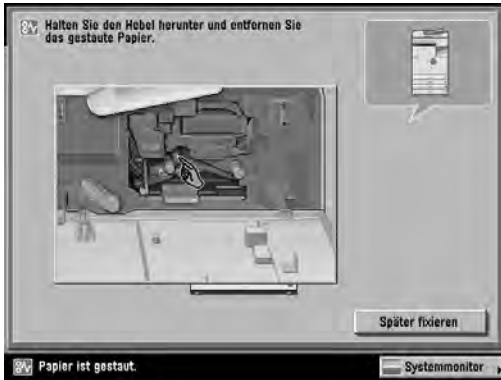 Halten Sie den Hebel herunter und entfernen Sie
das gestaute Papier.
Später fixieren
Papier ist gestaut.
Systemmonitor